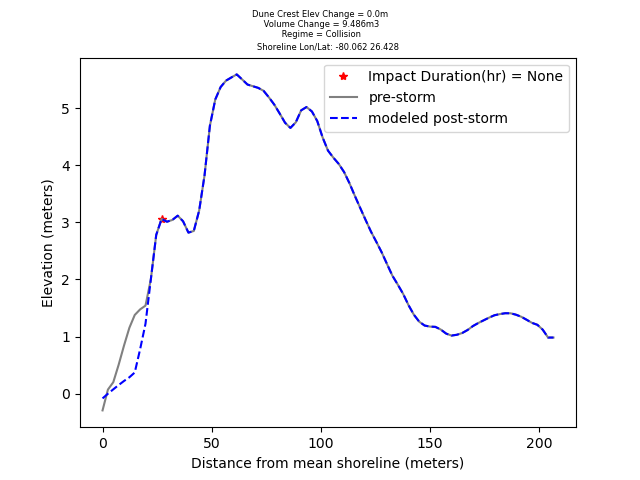 Dune Crest Elev Change = 0.0m
Volume Change = 9.486m3
Regime = Collision
Shoreline Lon/Lat: -80.062 26.428
Impact Duration(hr) = None
pre-storm
modeled post-storm
Elevation (meters)
5
4
3
2
1
0
0 50 100 150 200
Distance from mean shoreline (meters)